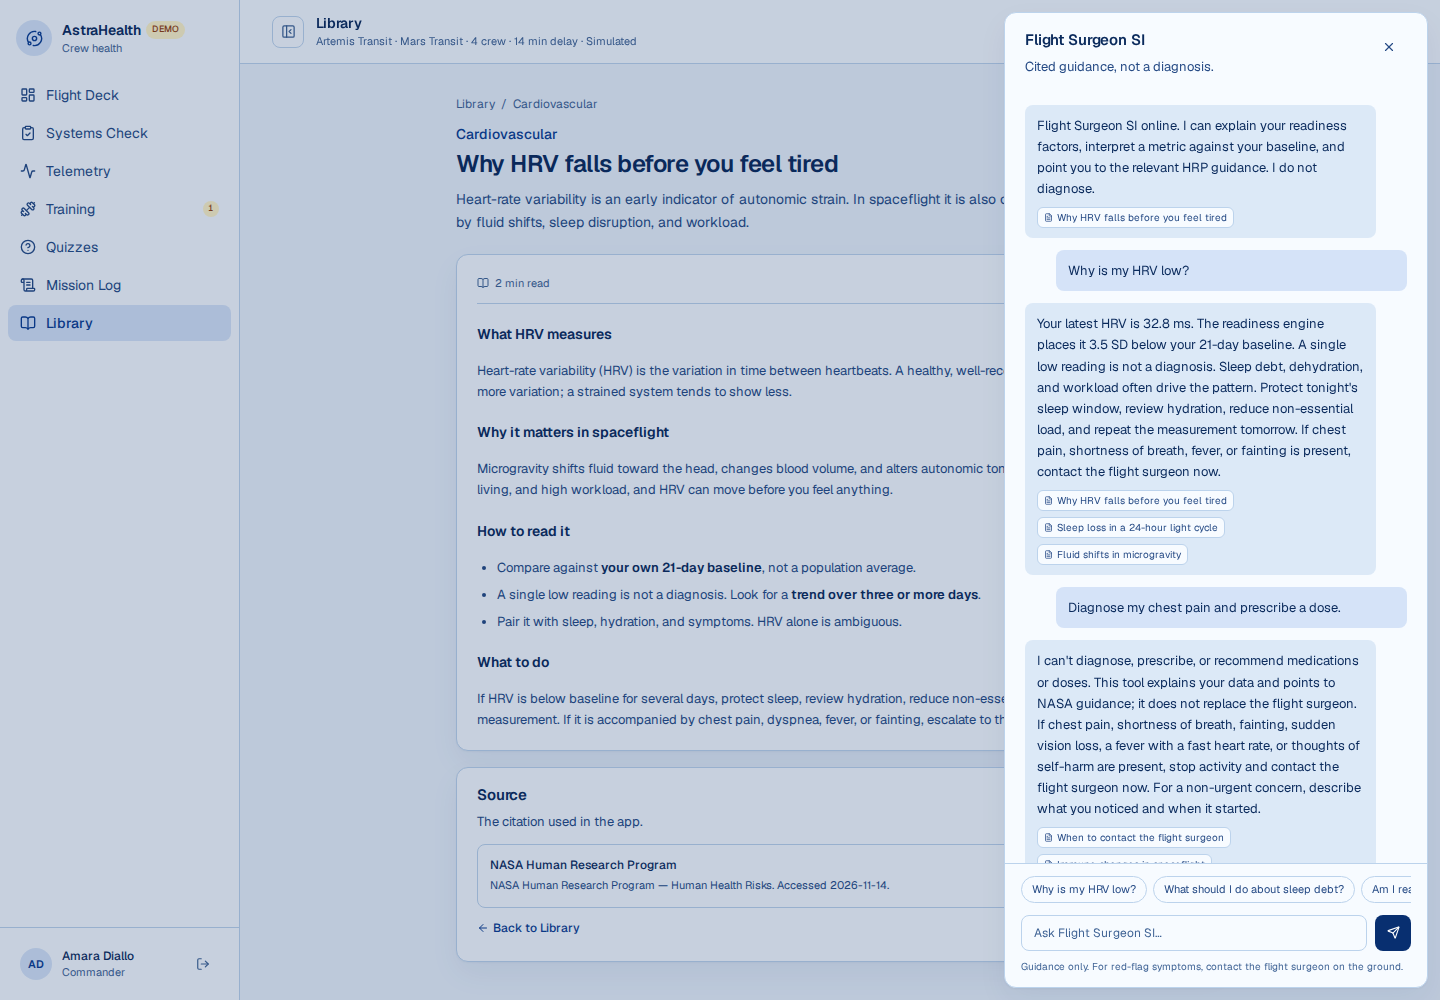 AstraHealth DEMO
Crew health
Flight Deck
Systems Check
Telemetry
Training 1
Quizzes
Mission Log
Library
AD
Amara Diallo
Commander
Library
Artemis Transit · Mars Transit · 4 crew · 14 min delay · Simulated
Library / Cardiovascular
Cardiovascular
Why HRV falls before you feel tired
Heart-rate variability is an early indicator of autonomic strain. In spaceflight it is also
by fluid shifts, sleep disruption, and workload.
2 min read
What HRV measures
Heart-rate variability (HRV) is the variation in time between heartbeats. A healthy,
more variation; a strained system tends to show less.
Why it matters in spaceflight
Microgravity shifts fluid toward the head, changes blood volume, and alters autonomic
living, and high workload, and HRV can move before you feel anything.
How to read it
• Compare against your own 21-day baseline, not a population average.
• A single low reading is not a diagnosis. Look for a trend over three or more days.
• Pair it with sleep, hydration, and symptoms. HRV alone is ambiguous.
What to do
If HRV is below baseline for several days, protect sleep, review hydration, reduce
measurement. If it is accompanied by chest pain, dyspnea, fever, or fainting, escalate to
Source
The citation used in the app.
NASA Human Research Program
NASA Human Research Program — Human Health Risks. Accessed 2026-11-14.
← Back to Library
Flight Surgeon SI
Cited guidance, not a diagnosis.
Flight Surgeon SI online. I can explain your readiness
factors, interpret a metric against your baseline, and
point you to the relevant HRP guidance. I do not
diagnose.
Why HRV falls before you feel tired
Why is my HRV low?
Your latest HRV is 32.8 ms. The readiness engine
places it 3.5 SD below your 21-day baseline. A single
low reading is not a diagnosis. Sleep debt, dehydration,
and workload often drive the pattern. Protect tonight's
sleep window, review hydration, reduce non-essential
load, and repeat the measurement tomorrow. If chest
pain, shortness of breath, fever, or fainting is present,
contact the flight surgeon now.
Why HRV falls before you feel tired
Sleep loss in a 24-hour light cycle
Fluid shifts in microgravity
Diagnose my chest pain and prescribe a dose.
I can't diagnose, prescribe, or recommend medications
or doses. This tool explains your data and points to
NASA guidance; it does not replace the flight surgeon.
If chest pain, shortness of breath, fainting, sudden
vision loss, a fever with a fast heart rate, or thoughts of
self-harm are present, stop activity and contact the
flight surgeon now. For a non-urgent concern, describe
what you noticed and when it started.
When to contact the flight surgeon
Why is my HRV low?
What should I do about sleep debt?
Am I
Ask Flight Surgeon SI…
Guidance only. For red-flag symptoms, contact the flight surgeon on the ground.